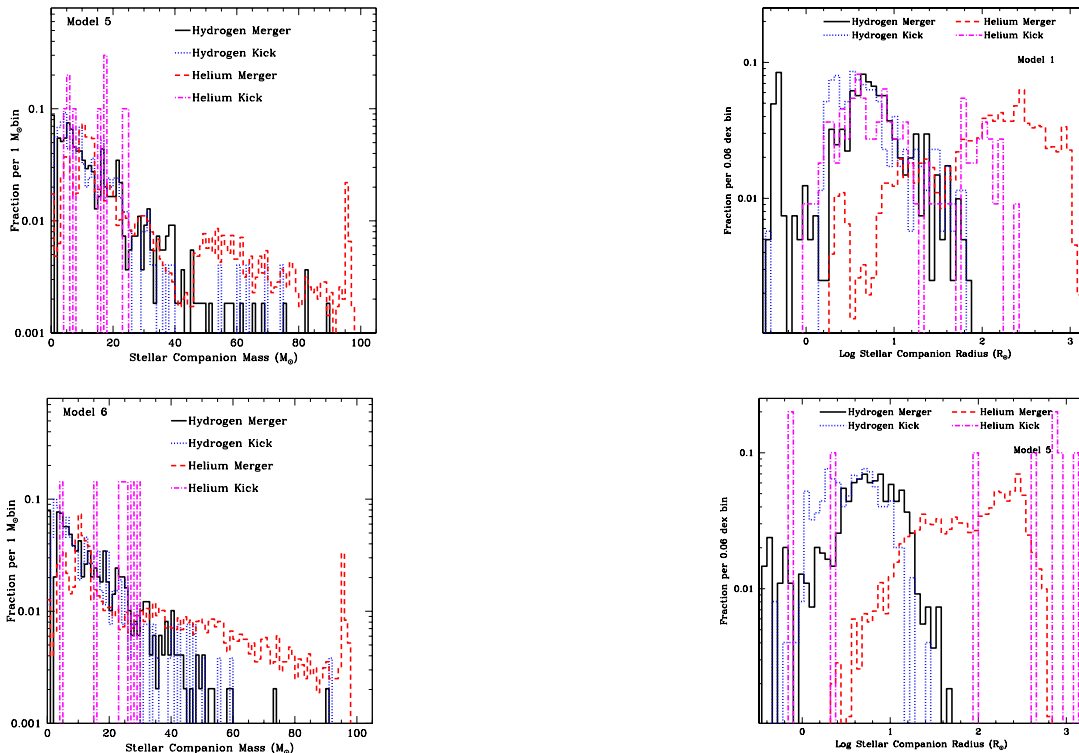 Model 5
Hydrogen Merger
Hydrogen Kick
Helium Merger
Helium Kick
Fraction per 1 M⊙bin
0.1
0.01
0.001
0 20 40 60 80 100
Stellar Companion Mass (M⊙)
Hydrogen Merger Helium Merger
Hydrogen Kick Helium Kick
Model 1
Fraction per 0.06 dex bin
0.1
0.01
0 1 2 3
Log Stellar Companion Radius (R⊙)
Model 6
Hydrogen Merger
Hydrogen Kick
Helium Merger
Helium Kick
Fraction per 1 M⊙bin
0.1
0.01
0.001
0 20 40 60 80 100
Stellar Companion Mass (M⊙)
Hydrogen Merger Helium Merger
Hydrogen Kick Helium Kick
Model 5
Fraction per 0.06 dex bin
0.1
0.01
0 1 2 3
Log Stellar Companion Radius (R⊙)